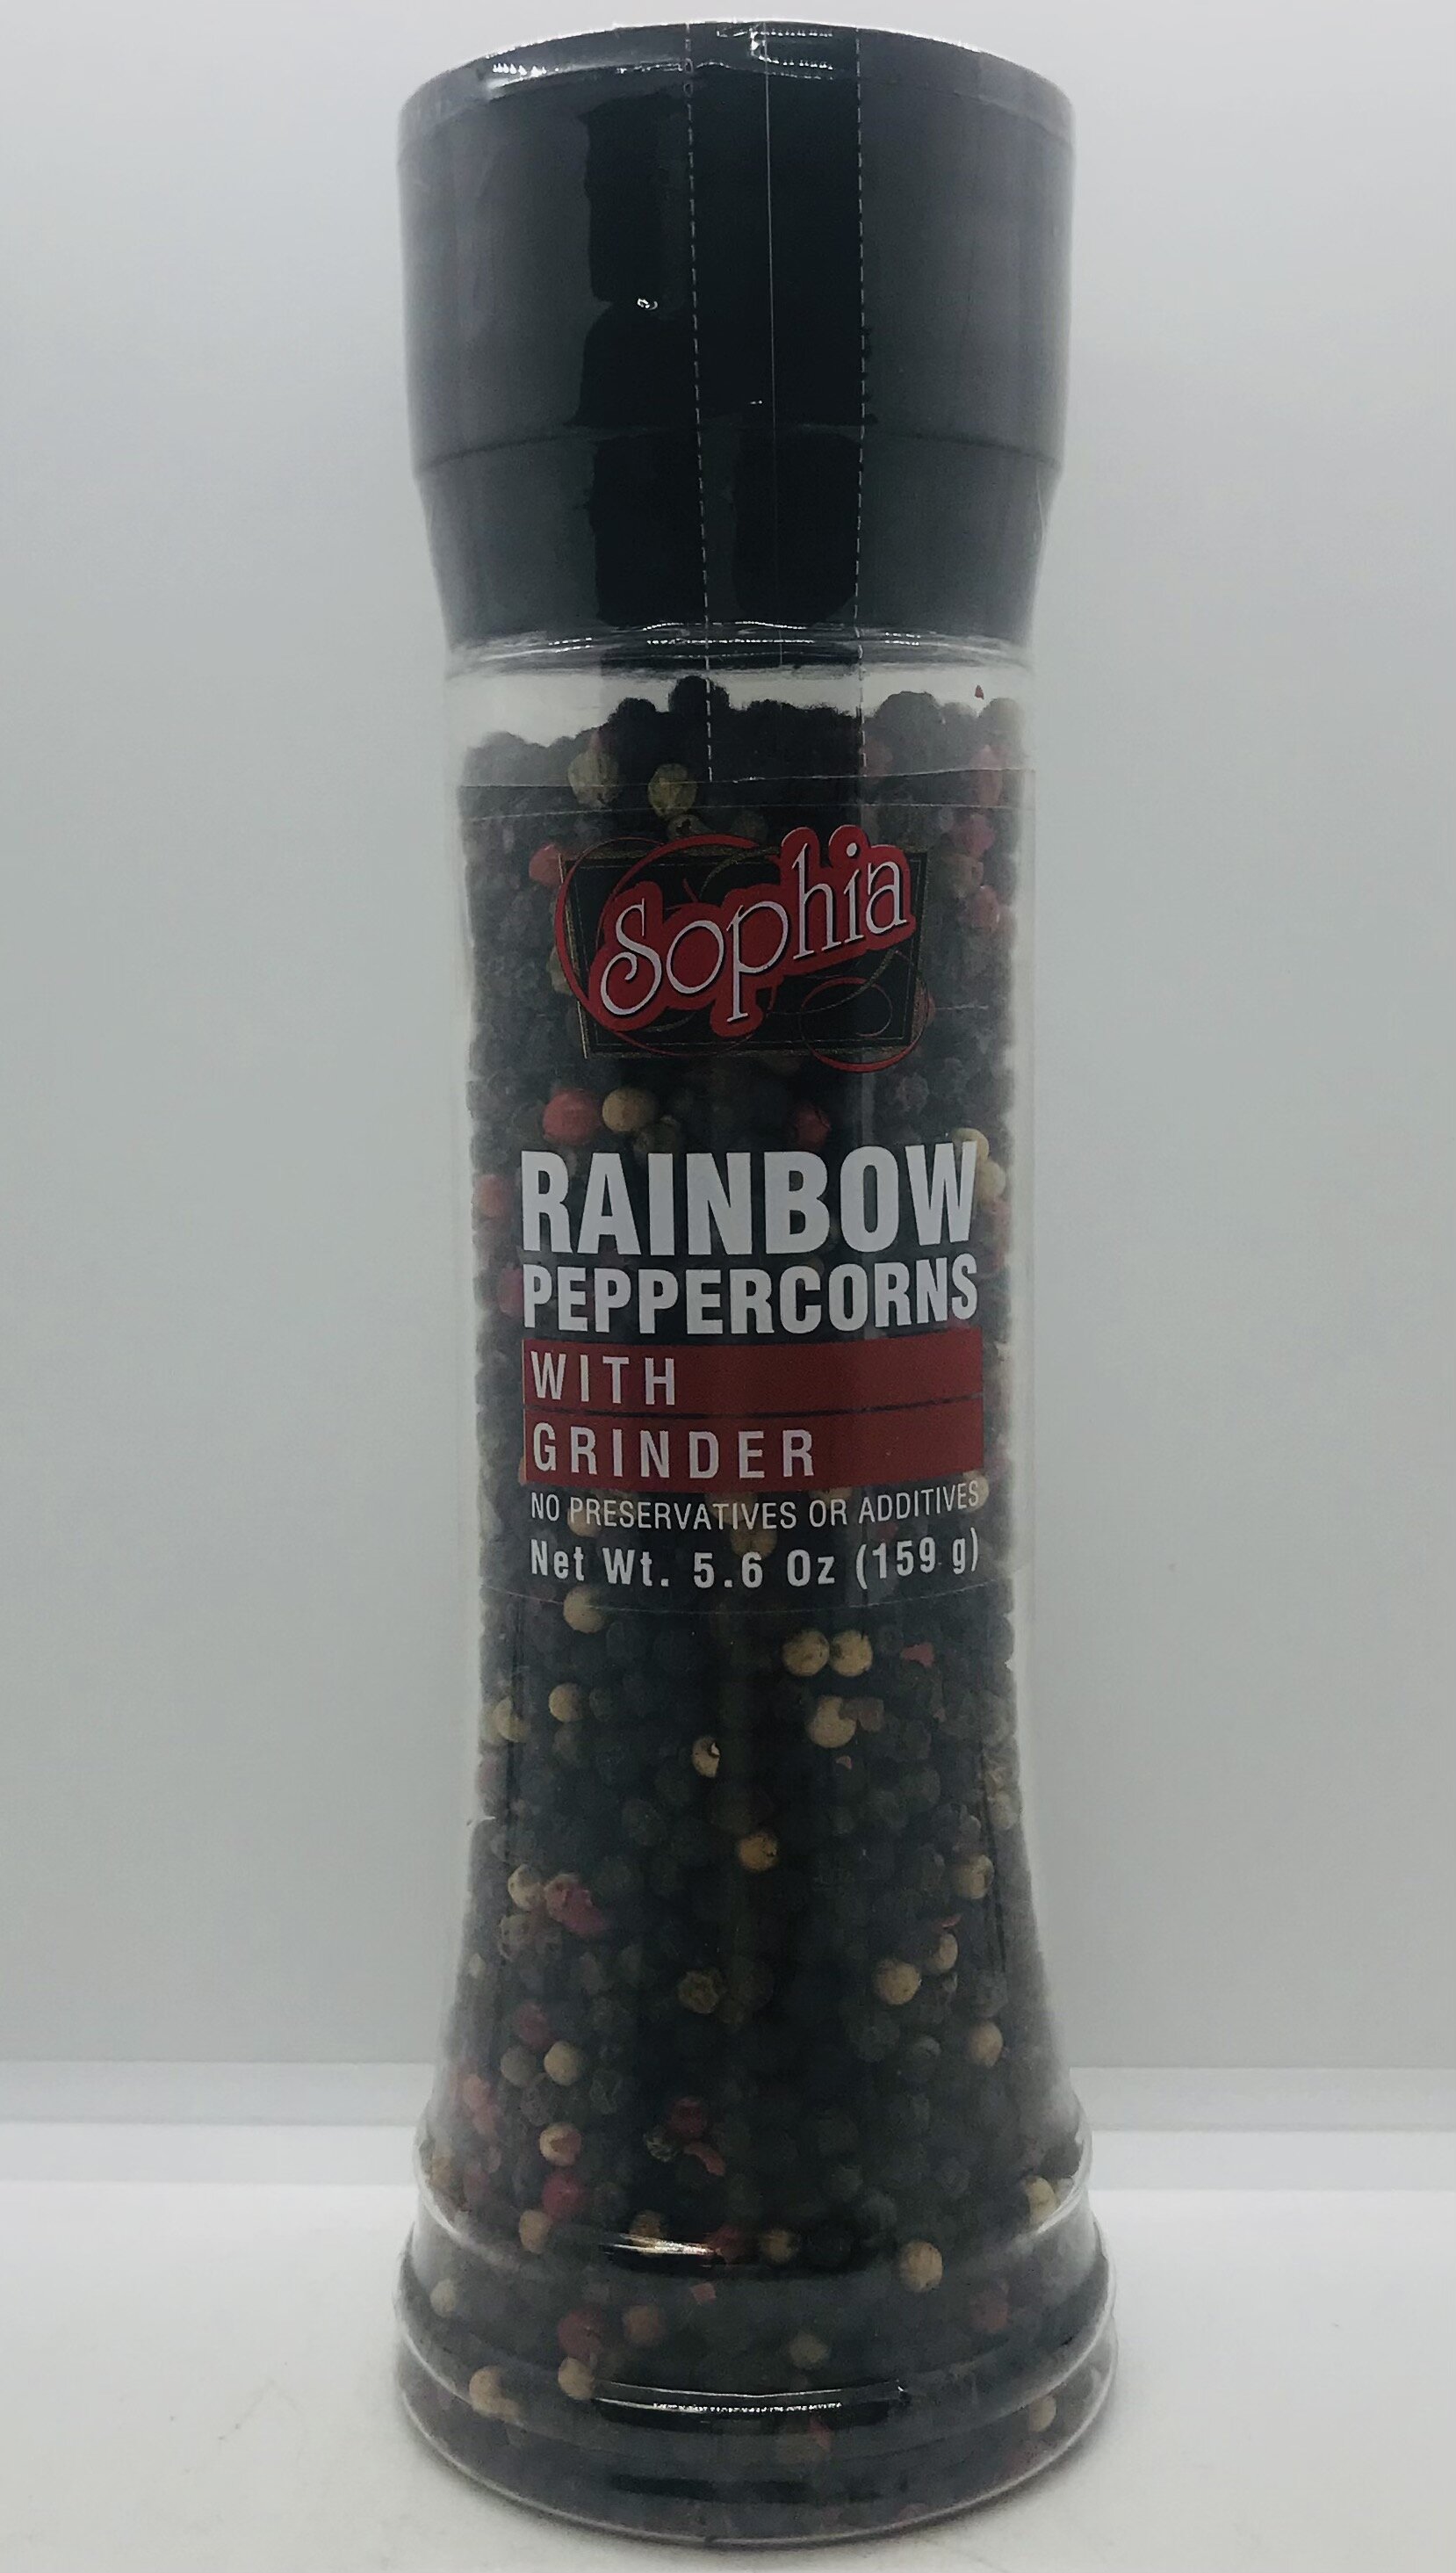 Sophia
RAINBOW
PEPPERCORNS
WITH
GRINDER
NO PRESERVATIVES OR ADDITIVES
Net Wt. 5.6 Oz (159 g)